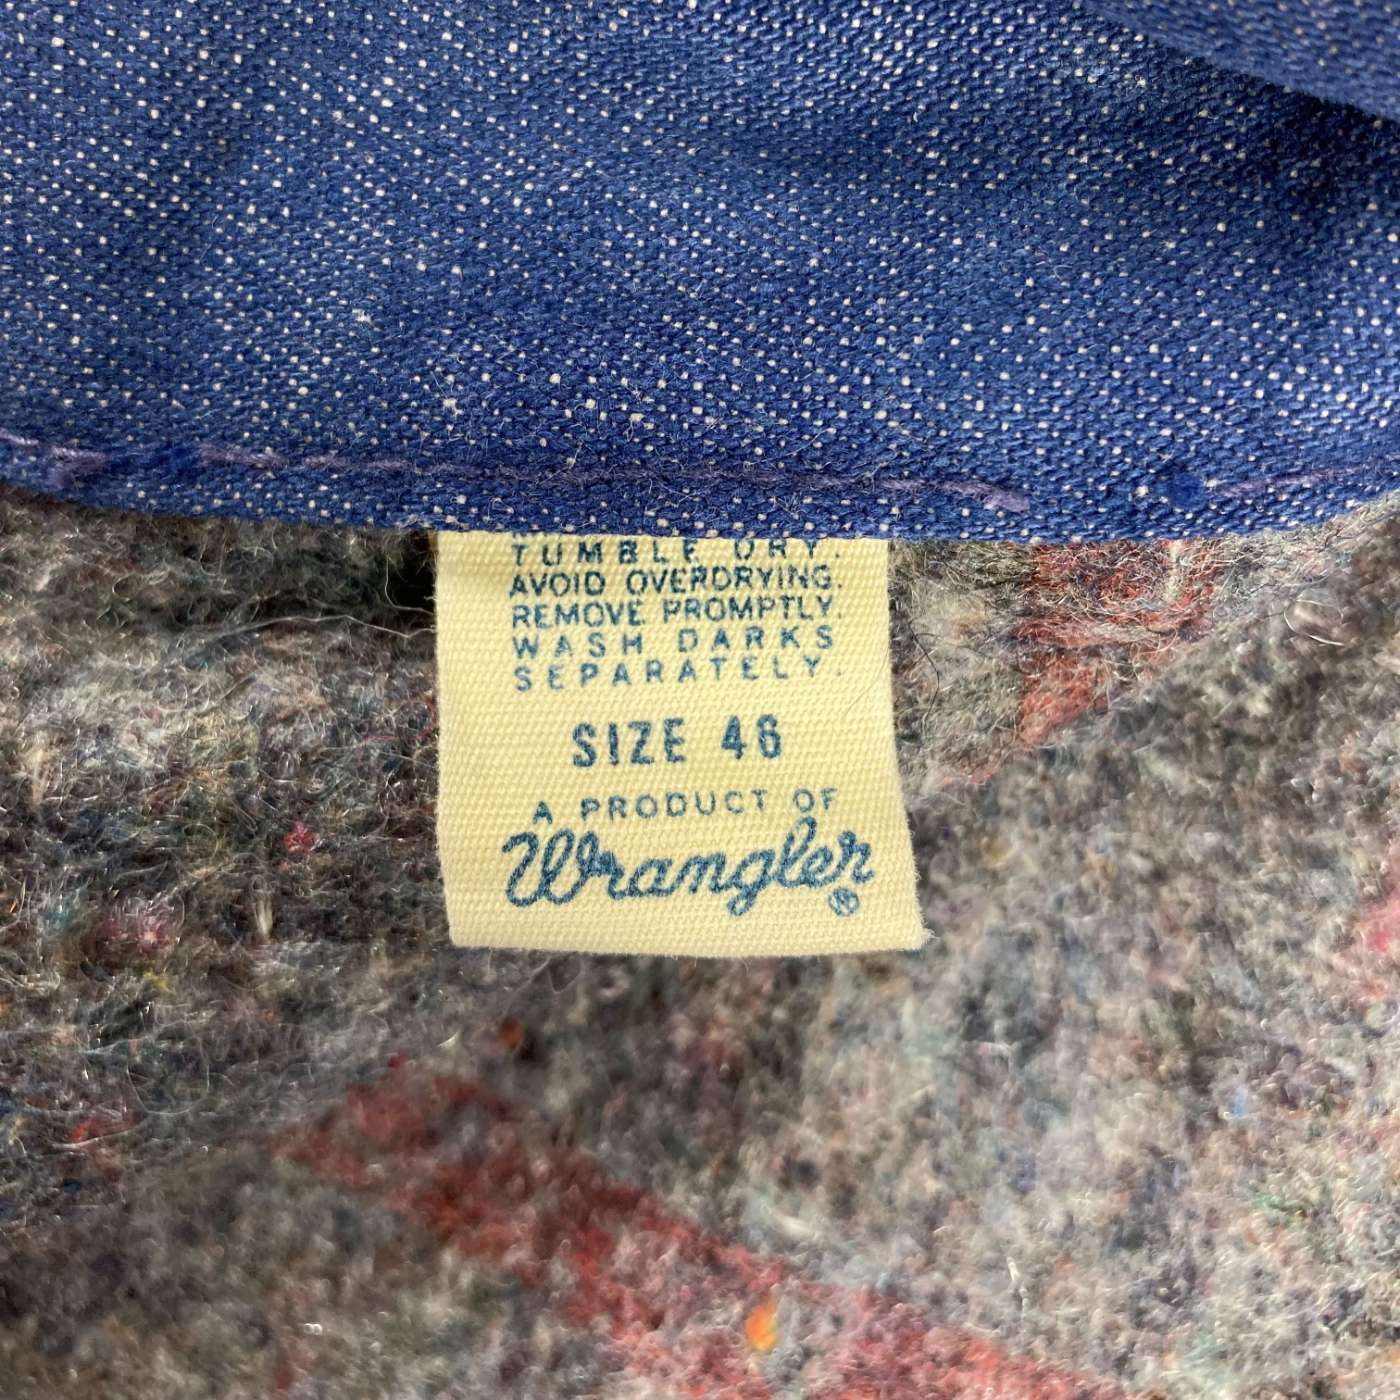 TUMBLE DRY.
AVOID OVERDRYING.
REMOVE PROMPTLY.
WASH DARKS
SEPARATELY.
SIZE 46
A PRODUCT OF
Wrangler®